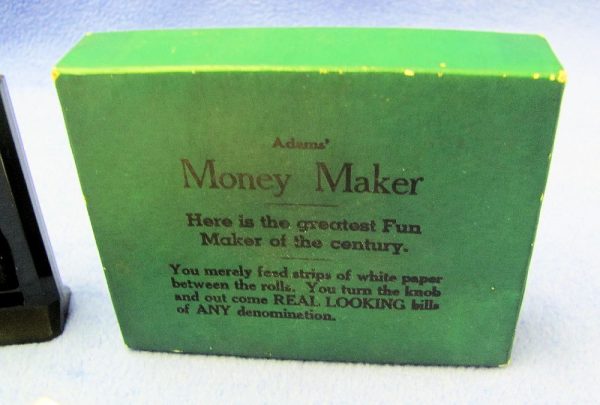 Adams'
Money Maker
Here is the greatest Fun
Maker of the century.
You merely feed strips of white paper
between the rolls. You turn the knob
and out come REAL LOOKING bills
of ANY denomination.